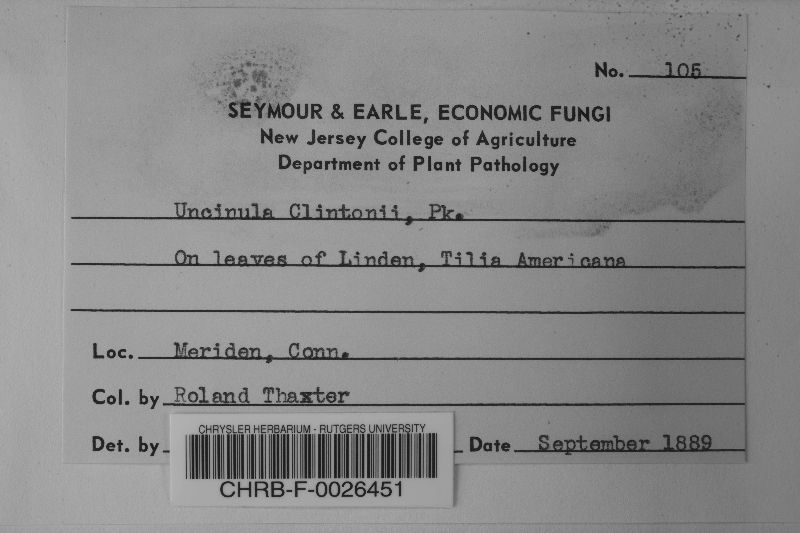 No. 105
SEYMOUR & EARLE, ECONOMIC FUNGI
New Jersey College of Agriculture
Department of Plant Pathology
Uncinula Clintonii, Pk.
On leaves of Linden, Tilia Americana
Loc. Meriden, Conn.
Col. by Roland Thaxter
Det. by Date September 1889
CHRYSLER HERBARIUM - RUTGERS UNIVERSITY
CHRB-F-0026451